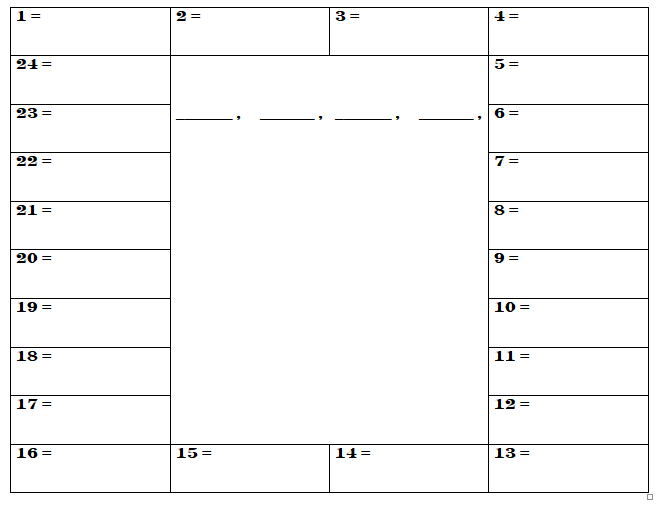 1 = 2 = 3 = 4 =
24 = 5 =
23 = ______ , ______ , ______ , ______ , 6 =
22 = 7 =
21 = 8 =
20 = 9 =
19 = 10 =
18 = 11 =
17 = 12 =
16 = 15 = 14 = 13 =